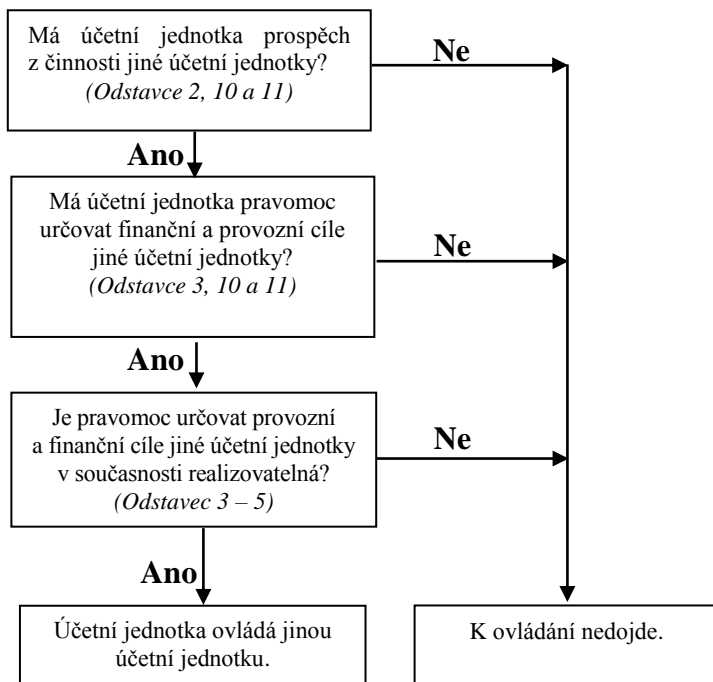 Má účetní jednotka prospěch
z činnosti jiné účetní jednotky?
(Odstavce 2, 10 a 11)
Ne
Ano
Má účetní jednotka pravomoc
určovat finanční a provozní cíle
jiné účetní jednotky?
(Odstavce 3, 10 a 11)
Ne
Ano
Je pravomoc určovat provozní
a finanční cíle jiné účetní jednotky
v současnosti realizovatelná?
(Odstavec 3 – 5)
Ne
Ano
Účetní jednotka ovládá jinou
účetní jednotku.
K ovládání nedojde.